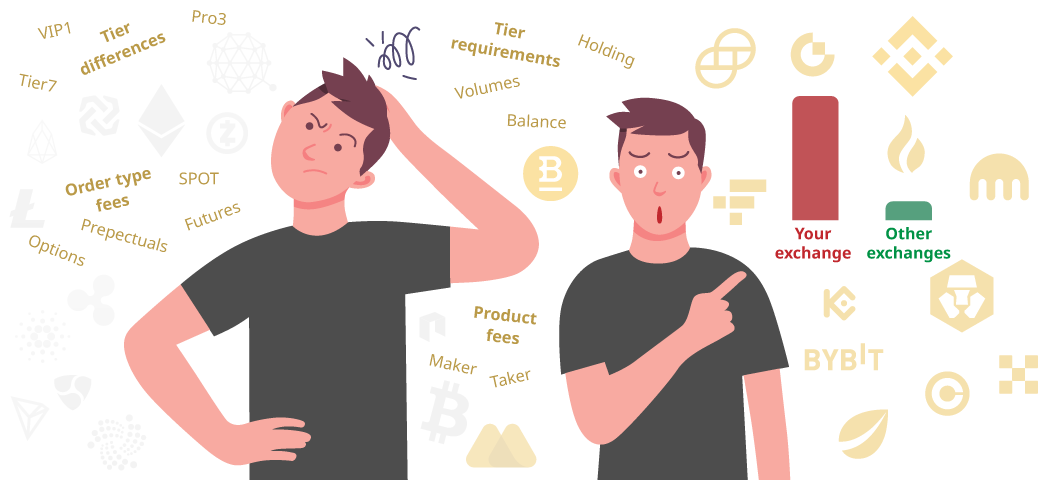 VIP1
Tier
differences
Pro3
Tier7
Order type
fees
SPOT
Prepectuals
Futures
Options
Tier
requirements
Holding
Volumes
Balance
Product
fees
Maker
Taker
Your
exchange
Other
exchanges
BYBIT